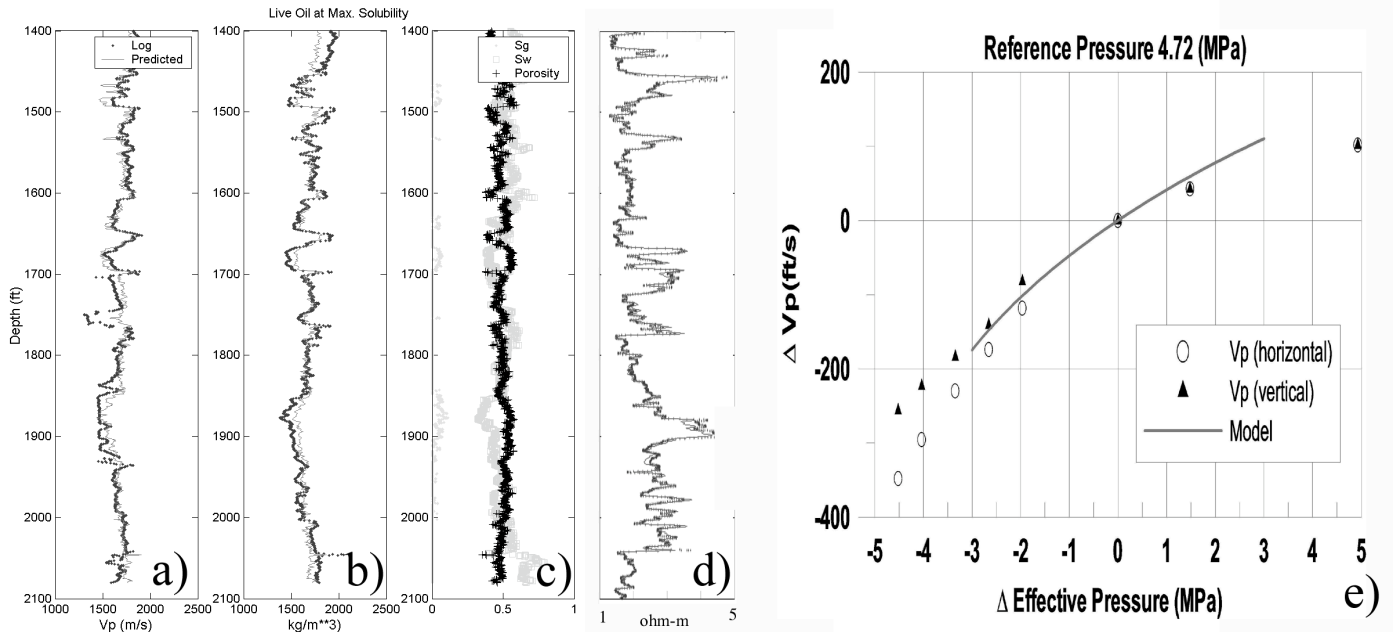 Live Oil at Max. Solubility
1400
1500
1600
1700
1800
1900
2000
2100
Depth (ft)
Log
Predicted
a)
1000 1500 2000 2500
Vp (m/s)
1400
1500
1600
1700
1800
1900
2000
2100
b)
1000 1500 2000 2500
kg/m**3)
1400
1500
1600
1700
1800
1900
2000
2100
Sg
Sw
Porosity
c)
0 0.5 1
d)
1 5
ohm-m
Reference Pressure 4.72 (MPa)
200
0
-200
-400
Δ Vp(ft/s)
Vp (horizontal)
Vp (vertical)
Model
-5 -4 -3 -2 -1 0 1 2 3 4 5
Δ Effective Pressure (MPa)
e)